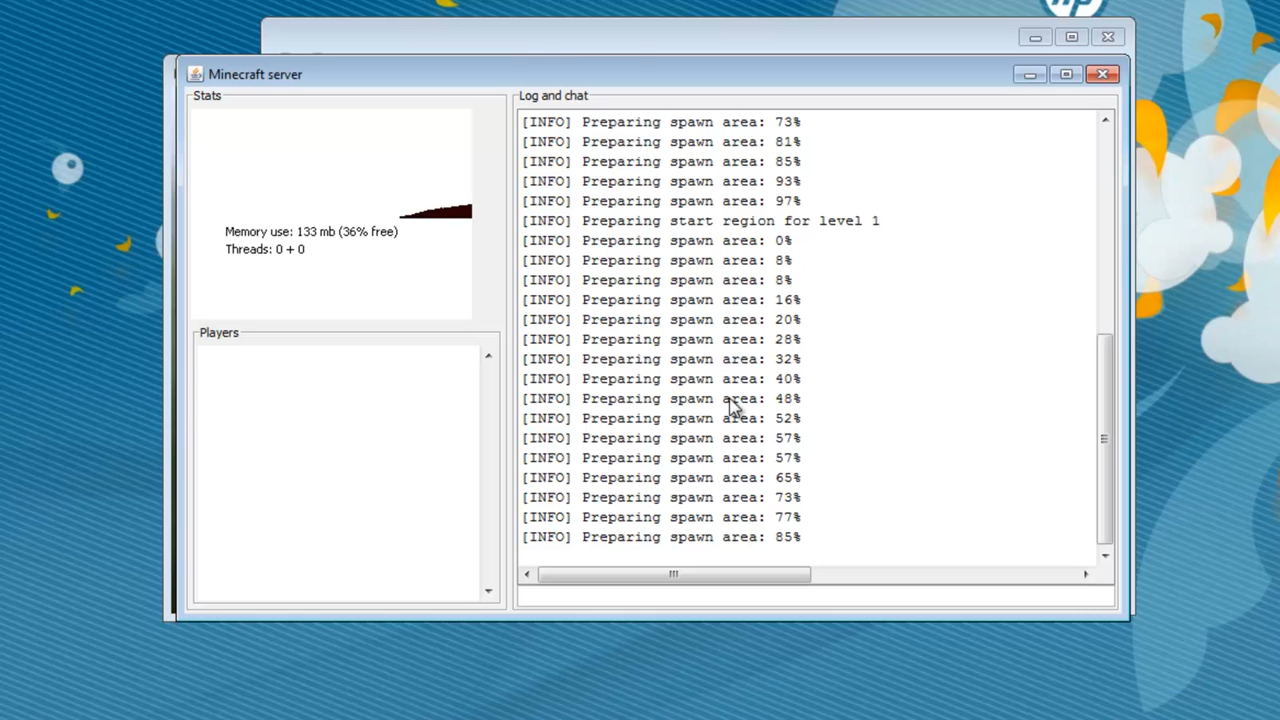 hp
Minecraft server
Stats
Memory use: 133 mb (36% free)
Threads: 0 + 0
Players
Log and chat
[INFO] Preparing spawn area: 73%
[INFO] Preparing spawn area: 81%
[INFO] Preparing spawn area: 85%
[INFO] Preparing spawn area: 93%
[INFO] Preparing spawn area: 97%
[INFO] Preparing start region for level 1
[INFO] Preparing spawn area: 0%
[INFO] Preparing spawn area: 8%
[INFO] Preparing spawn area: 8%
[INFO] Preparing spawn area: 16%
[INFO] Preparing spawn area: 20%
[INFO] Preparing spawn area: 28%
[INFO] Preparing spawn area: 32%
[INFO] Preparing spawn area: 40%
[INFO] Preparing spawn area: 48%
[INFO] Preparing spawn area: 52%
[INFO] Preparing spawn area: 57%
[INFO] Preparing spawn area: 57%
[INFO] Preparing spawn area: 65%
[INFO] Preparing spawn area: 73%
[INFO] Preparing spawn area: 77%
[INFO] Preparing spawn area: 85%